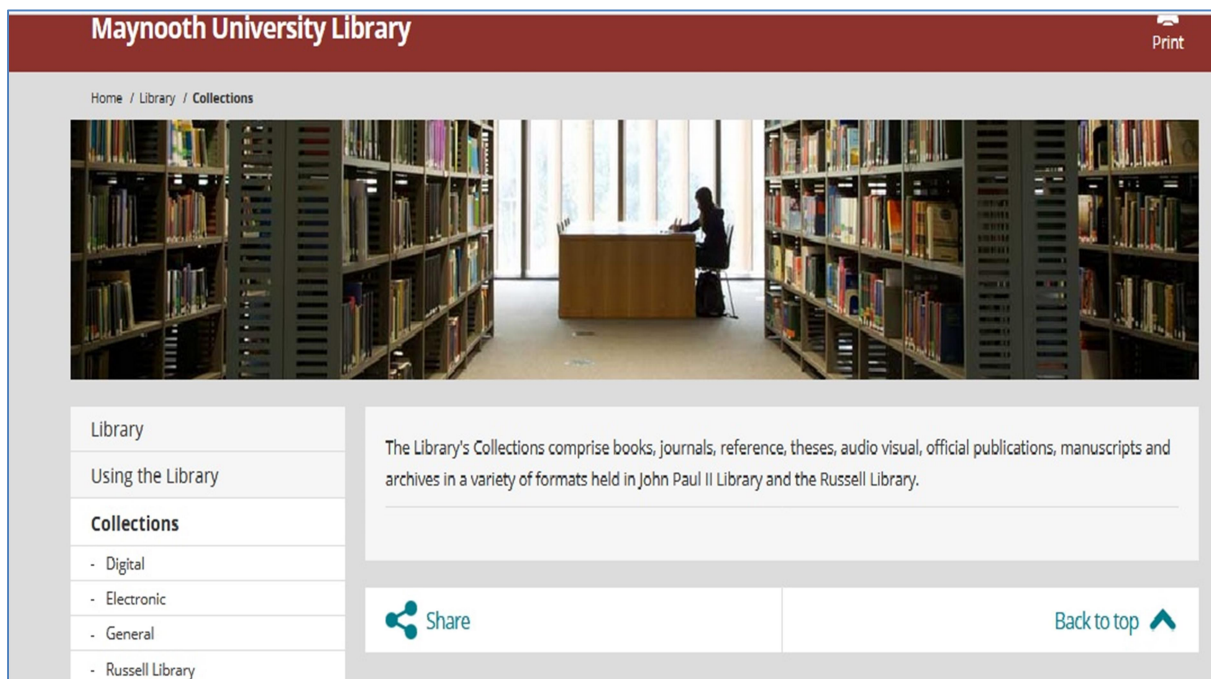 Maynooth University Library
Print
Home / Library / Collections
Library
Using the Library
Collections
- Digital
- Electronic
- General
- Russell Library
The Library's Collections comprise books, journals, reference, theses, audio visual, official publications, manuscripts and
archives in a variety of formats held in John Paul II Library and the Russell Library.
Share
Back to top